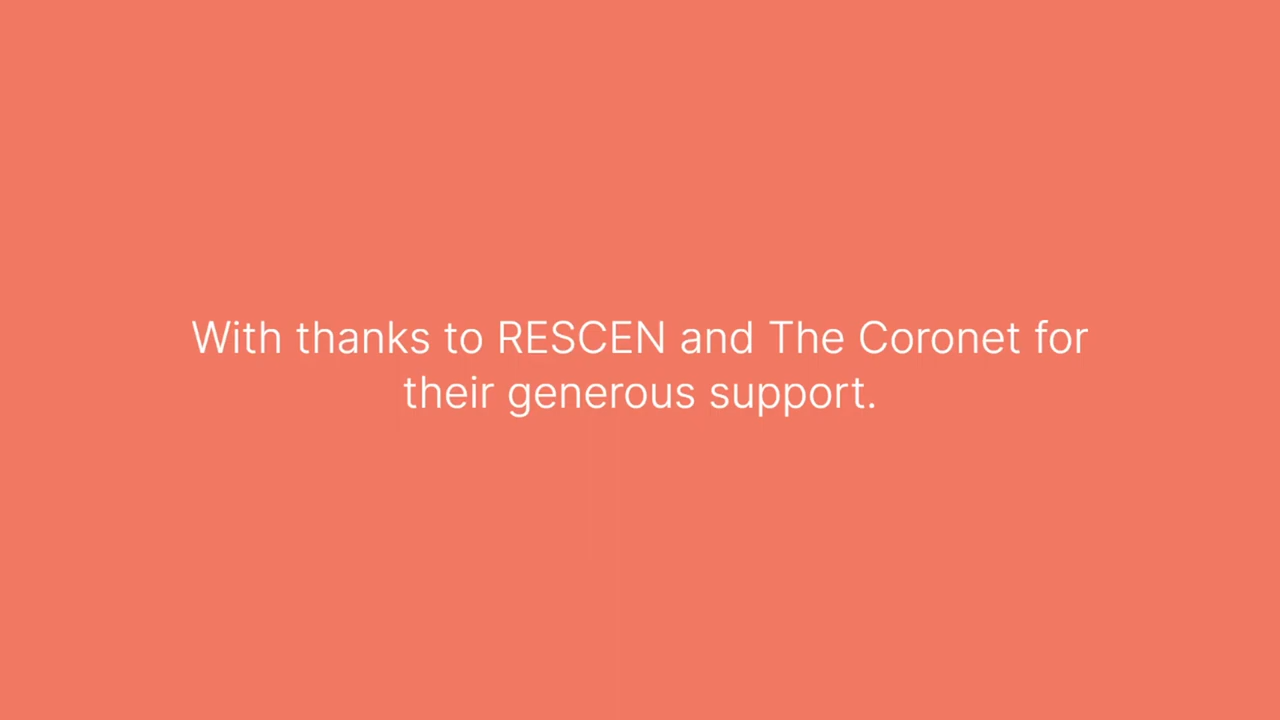 With thanks to RESCEN and The Coronet for
their generous support.